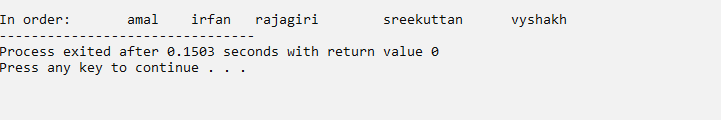 In order:       amal    irfan   rajagiri        sreekuttan      vyshakh
--------------------------------
Process exited after 0.1503 seconds with return value 0
Press any key to continue . . .